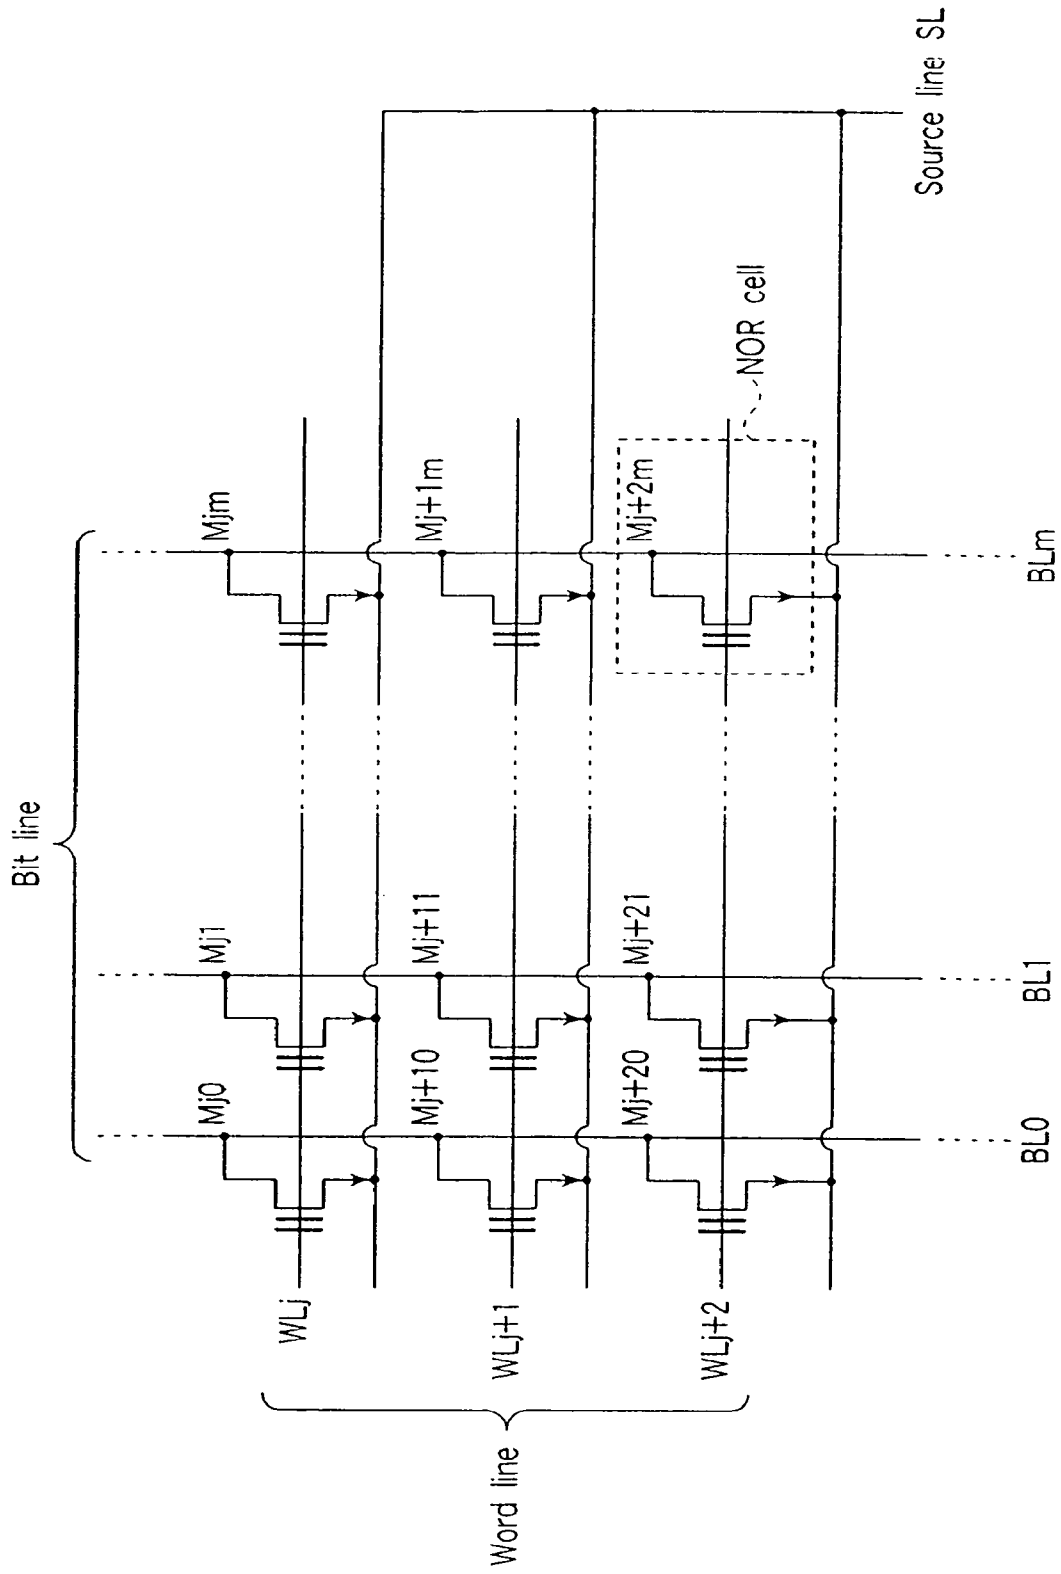 Bit line
Mj0
Mj1
Mjm
WLj
Mj+10
Mj+11
Mj+1m
WLj+1
Mj+20
Mj+21
Mj+2m
WLj+2
NOR cell
Word line
BL0
BL1
BLm
Source line SL